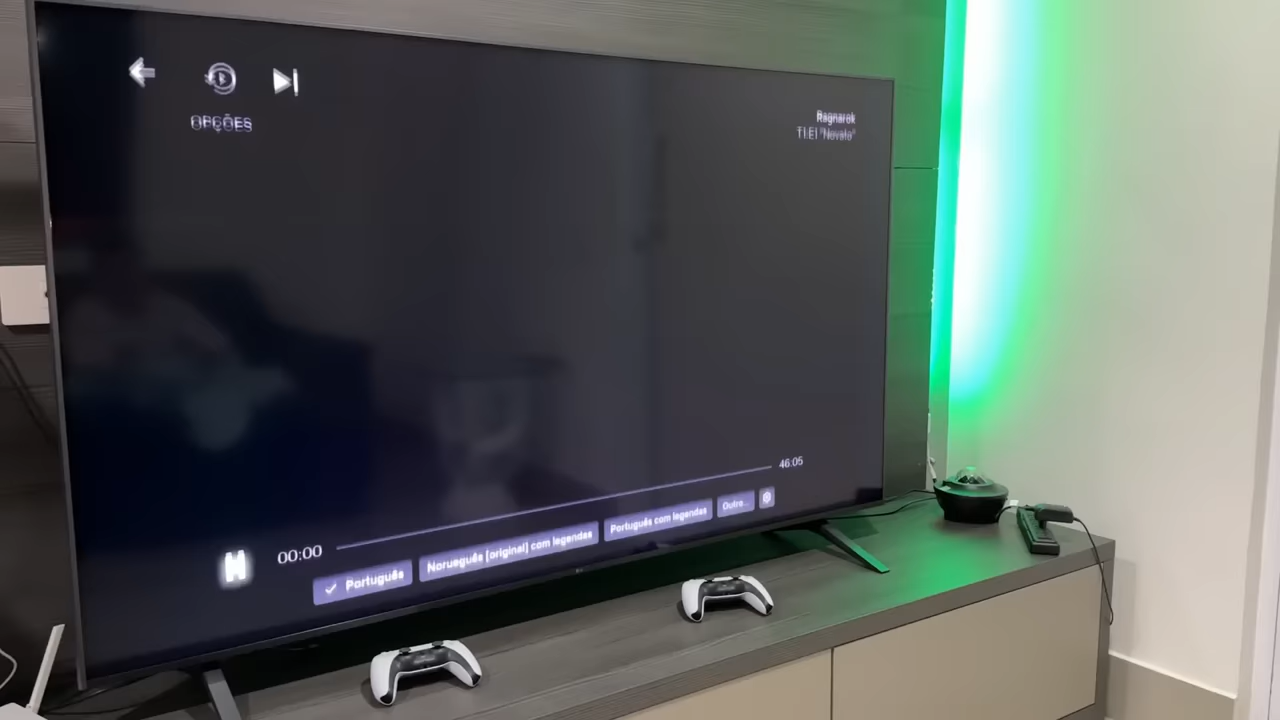 OPÇÕES
Ragnarok
T1:E1 "Novato"
46:05
00:00
Português
Norueguês [original] com legendas
Português com legendas
Outro...